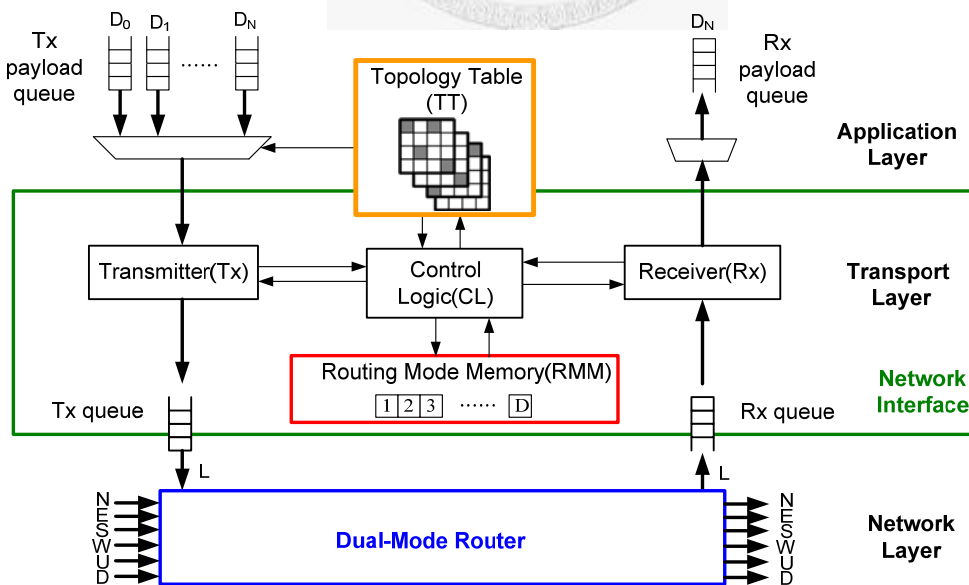 D0 D1 DN
Tx
payload
queue
......
Topology Table
(TT)
DN
Rx
payload
queue
Application
Layer
Transmitter(Tx)
Control
Logic(CL)
Receiver(Rx)
Transport
Layer
Routing Mode Memory(RMM)
1 2 3 ...... D
Network
Interface
Tx queue
Rx queue
L
L
N
E
S
W
U
D
Dual-Mode Router
N
E
S
W
U
D
Network
Layer